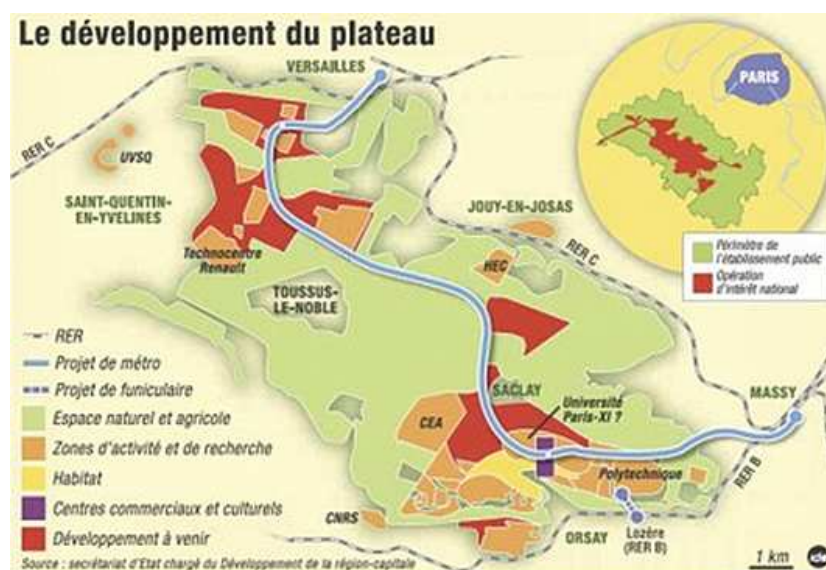 Le développement du plateau
VERSAILLES
PARIS
RER C
UVSQ
SAINT-QUENTIN-
EN-YVELINES
JOUY-EN-JOSAS
RER C
Technocentre
Renault
HEC
Périmètre de
l'établissement public
Opération
d'intérêt national
TOUSSUS-
LE-NOBLE
RER
Projet de métro
Projet de funiculaire
Espace naturel et agricole
Zones d'activité et de recherche
Habitat
Centres commerciaux et culturels
Développement à venir
SACLAY
MASSY
Université
Paris-XI ?
CEA
Polytechnique
RER B
CNRS
ORSAY
Lozère
(RER B)
1 km
Source : secrétariat d'Etat chargé du Développement de la région-capitale